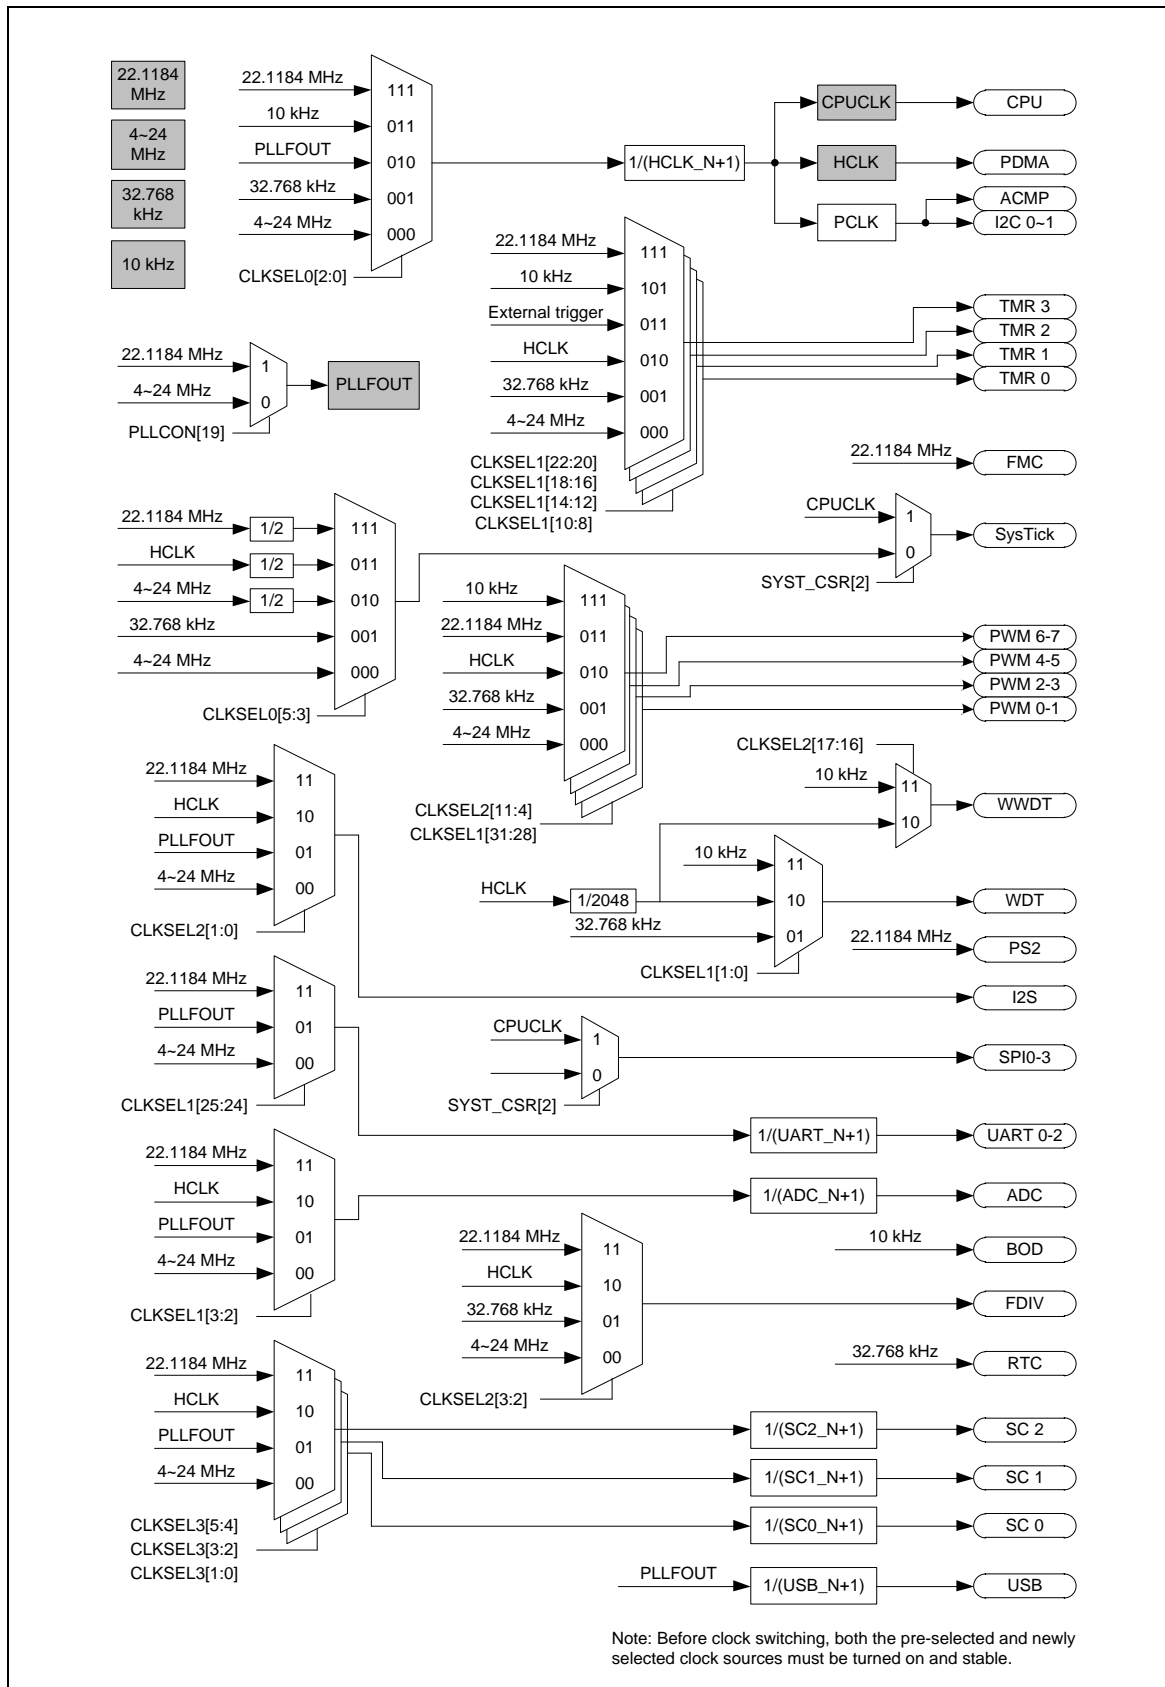 22.1184
MHz
4~24
MHz
32.768
kHz
10 kHz
22.1184 MHz
10 kHz
PLLFOUT
32.768 kHz
4~24 MHz
111
011
010
001
000
CLKSEL0[2:0]
1/(HCLK_N+1)
CPUCLK
HCLK
PCLK
CPU
PDMA
ACMP
I2C 0~1
22.1184 MHz
10 kHz
External trigger
HCLK
32.768 kHz
4~24 MHz
111
101
011
010
001
000
CLKSEL1[22:20]
CLKSEL1[18:16]
CLKSEL1[14:12]
CLKSEL1[10:8]
TMR 3
TMR 2
TMR 1
TMR 0
22.1184 MHz
4~24 MHz
1
0
PLLCON[19]
PLLFOUT
22.1184 MHz
FMC
22.1184 MHz
HCLK
4~24 MHz
32.768 kHz
4~24 MHz
1/2
1/2
1/2
111
011
010
001
000
CLKSEL0[5:3]
CPUCLK
1
0
SYST_CSR[2]
SysTick
10 kHz
22.1184 MHz
HCLK
32.768 kHz
4~24 MHz
111
011
010
001
000
CLKSEL2[11:4]
CLKSEL1[31:28]
PWM 6-7
PWM 4-5
PWM 2-3
PWM 0-1
CLKSEL2[17:16]
10 kHz
11
10
WWDT
22.1184 MHz
HCLK
PLLFOUT
4~24 MHz
11
10
01
00
CLKSEL2[1:0]
HCLK
1/2048
10 kHz
32.768 kHz
11
10
01
CLKSEL1[1:0]
WDT
22.1184 MHz
PS2
I2S
22.1184 MHz
PLLFOUT
4~24 MHz
11
01
00
CLKSEL1[25:24]
CPUCLK
1
0
SYST_CSR[2]
SPI0-3
1/(UART_N+1)
UART 0-2
22.1184 MHz
HCLK
PLLFOUT
4~24 MHz
11
10
01
00
CLKSEL1[3:2]
1/(ADC_N+1)
ADC
10 kHz
BOD
22.1184 MHz
HCLK
32.768 kHz
4~24 MHz
11
10
01
00
CLKSEL2[3:2]
FDIV
32.768 kHz
RTC
22.1184 MHz
HCLK
PLLFOUT
4~24 MHz
11
10
01
00
CLKSEL3[5:4]
CLKSEL3[3:2]
CLKSEL3[1:0]
1/(SC2_N+1)
SC 2
1/(SC1_N+1)
SC 1
1/(SC0_N+1)
SC 0
PLLFOUT
1/(USB_N+1)
USB
Note: Before clock switching, both the pre-selected and newly
selected clock sources must be turned on and stable.